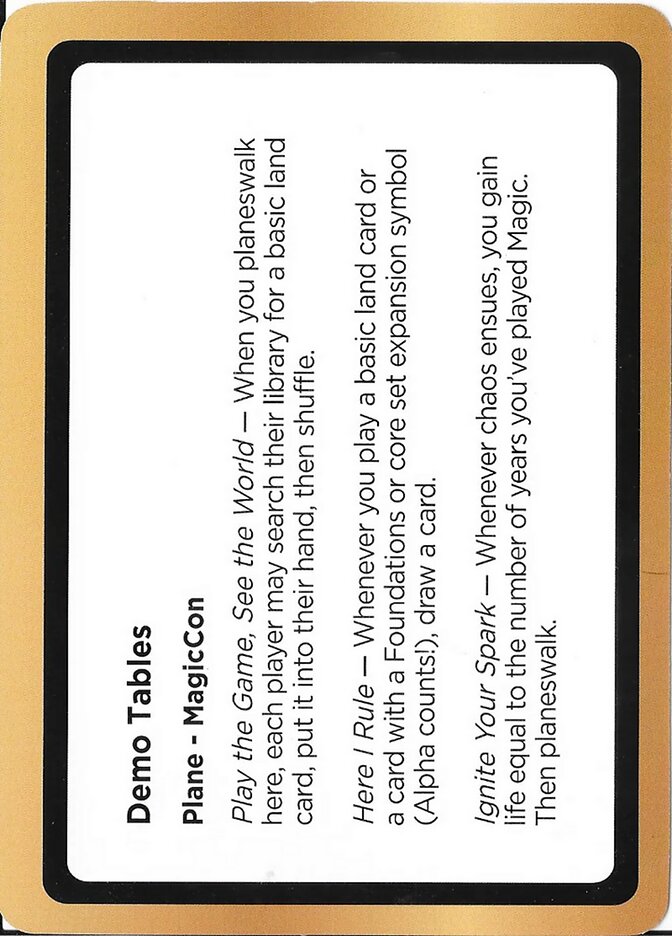 Demo Tables
Plane - MagicCon
Play the Game, See the World — When you planeswalk
here, each player may search their library for a basic land
card, put it into their hand, then shuffle.
Here I Rule — Whenever you play a basic land card or
a card with a Foundations or core set expansion symbol
(Alpha counts!), draw a card.
Ignite Your Spark — Whenever chaos ensues, you gain
life equal to the number of years you've played Magic.
Then planeswalk.